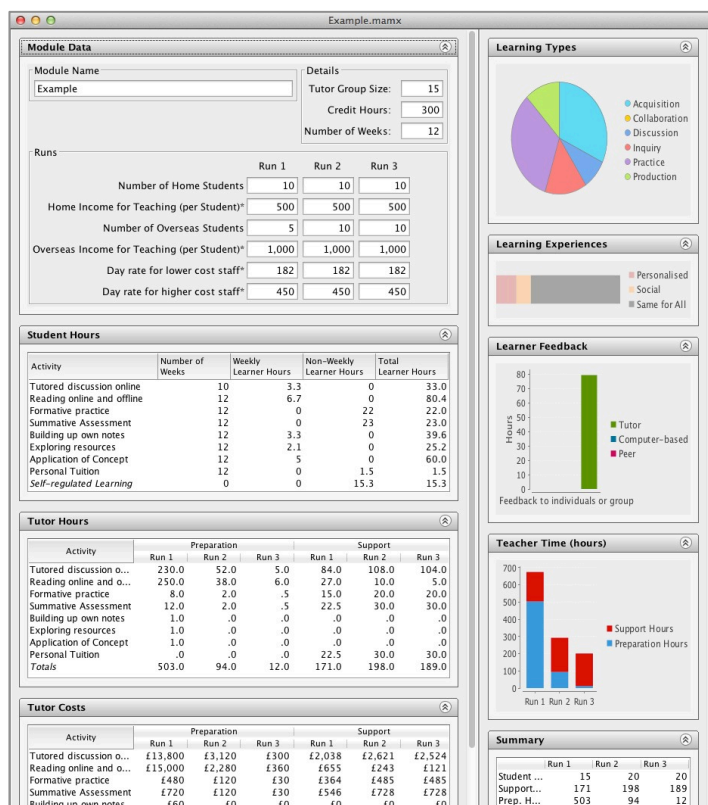 Example.mamx
Module Data
Module Name
Example
Details
Tutor Group Size: 15
Credit Hours: 300
Number of Weeks: 12
Runs
Run 1 Run 2 Run 3
Number of Home Students 10 10 10
Home Income for Teaching (per Student)* 500 500 500
Number of Overseas Students 5 10 10
Overseas Income for Teaching (per Student)* 1,000 1,000 1,000
Day rate for lower cost staff* 182 182 182
Day rate for higher cost staff* 450 450 450
Student Hours
Activity Number of Weeks Weekly Learner Hours Non-Weekly Learner Hours Total Learner Hours
Tutored discussion online 10 3.3 0 33.0
Reading online and offline 12 6.7 0 80.4
Formative practice 12 0 22 22.0
Summative Assessment 12 0 23 23.0
Building up own notes 12 3.3 0 39.6
Exploring resources 12 2.1 0 25.2
Application of Concept 12 5 0 60.0
Personal Tuition 12 0 1.5 1.5
Self-regulated Learning 0 0 15.3 15.3
Tutor Hours
Activity Preparation Support
Run 1 Run 2 Run 3 Run 1 Run 2 Run 3
Tutored discussion o... 230.0 52.0 5.0 84.0 108.0 104.0
Reading online and o... 250.0 38.0 6.0 27.0 10.0 5.0
Formative practice 8.0 2.0 .5 15.0 20.0 20.0
Summative Assessment 12.0 2.0 .5 22.5 30.0 30.0
Building up own notes 1.0 .0 .0 .0 .0 .0
Exploring resources 1.0 .0 .0 .0 .0 .0
Application of Concept 1.0 .0 .0 .0 .0 .0
Personal Tuition .0 .0 .0 22.5 30.0 30.0
Totals 503.0 94.0 12.0 171.0 198.0 189.0
Tutor Costs
Activity Preparation Support
Run 1 Run 2 Run 3 Run 1 Run 2 Run 3
Tutored discussion o... £13,800 £3,120 £300 £2,038 £2,621 £2,524
Reading online and o... £15,000 £2,280 £360 £655 £243 £121
Formative practice £480 £120 £30 £364 £485 £485
Summative Assessment £720 £120 £30 £546 £728 £728
Building up own notes £60 £0 £0 £0 £0 £0
Learning Types
Acquisition
Collaboration
Discussion
Inquiry
Practice
Production
Learning Experiences
Personalised
Social
Same for All
Learner Feedback
Hours
80
70
60
50
40
30
20
10
0
Tutor
Computer-based
Peer
Feedback to individuals or group
Teacher Time (hours)
700
600
500
400
300
200
100
0
Support Hours
Preparation Hours
Run 1 Run 2 Run 3
Summary
Run 1 Run 2 Run 3
Student ... 15 20 20
Support... 171 198 189
Prep. H... 503 94 12